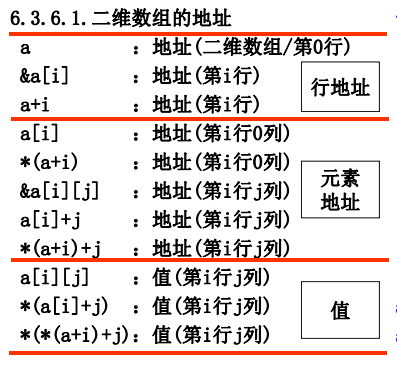 6.3.6.1.二维数组的地址
a :地址(二维数组/第0行)
&a[i] :地址(第i行)
a+i :地址(第i行)
行地址
a[i] :地址(第i行0列)
*(a+i) :地址(第i行0列)
&a[i][j] :地址(第i行j列)
a[i]+j :地址(第i行j列)
*(a+i)+j :地址(第i行j列)
元素
地址
a[i][j] :值(第i行j列)
*(a[i]+j) :值(第i行j列)
*(*(a+i)+j):值(第i行j列)
值